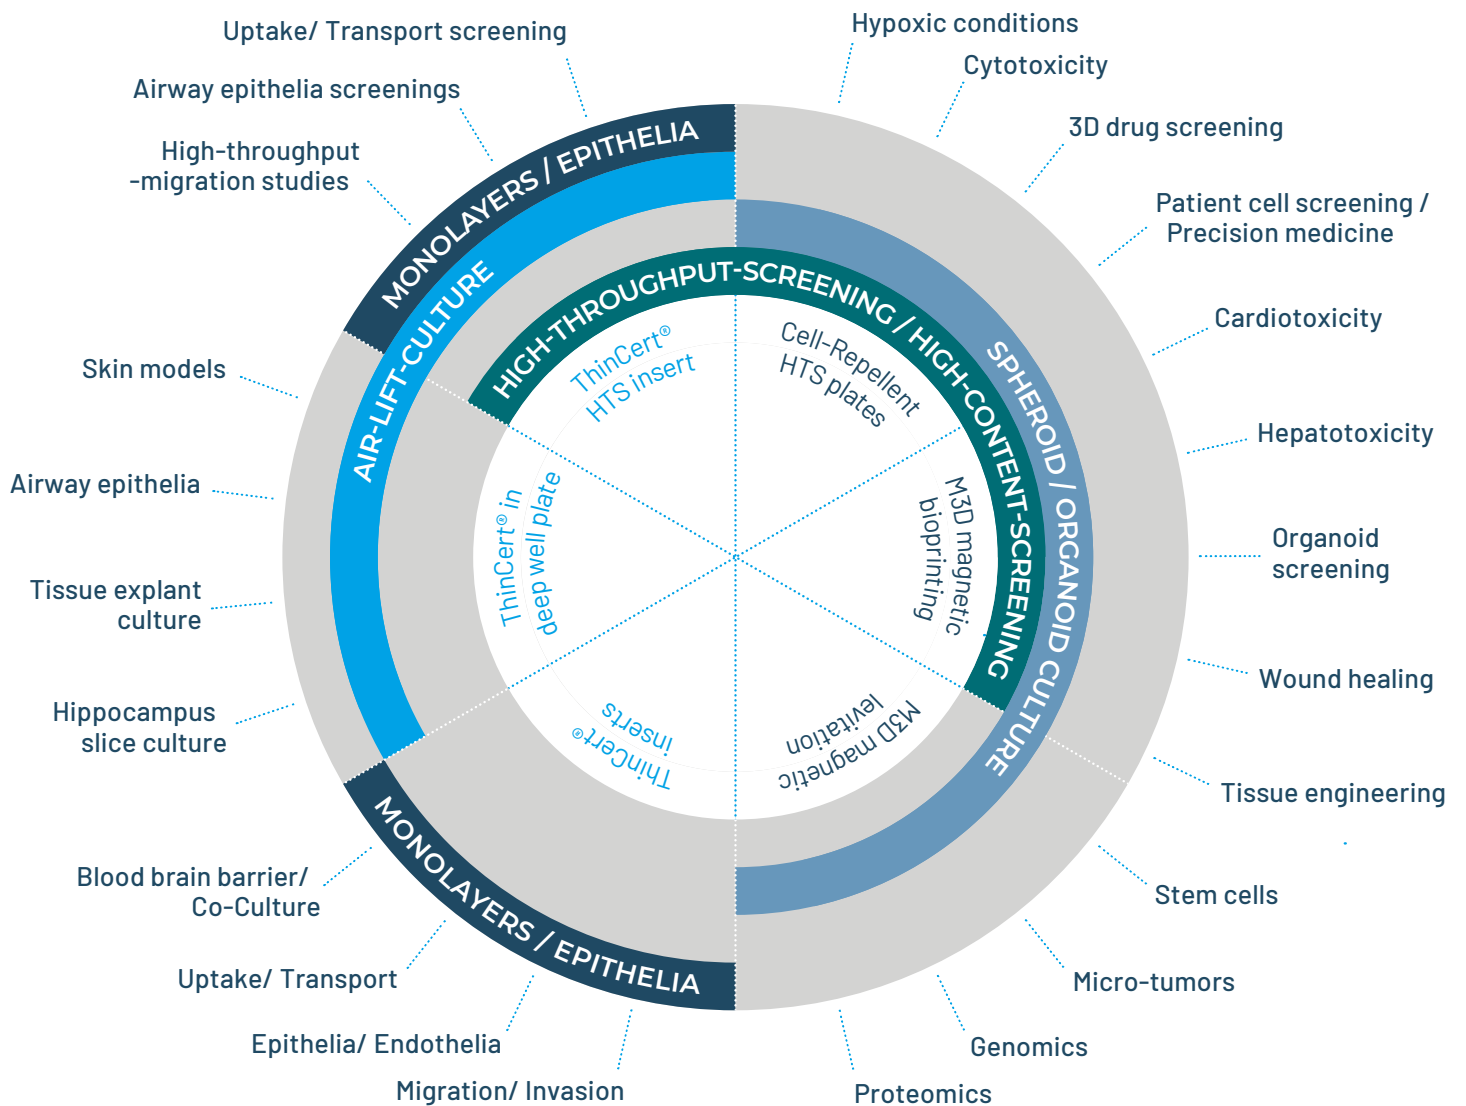 Uptake/ Transport screening
Airway epithelia screenings
High-throughput
-migration studies
Skin models
Airway epithelia
Tissue explant
culture
Hippocampus
slice culture
Blood brain barrier/
Co-Culture
Uptake/ Transport
Epithelia/ Endothelia
Migration/ Invasion
Hypoxic conditions
Cytotoxicity
3D drug screening
Patient cell screening /
Precision medicine
Cardiotoxicity
Hepatotoxicity
Organoid
screening
Wound healing
Tissue engineering
Stem cells
Micro-tumors
Genomics
Proteomics
MONOLAYERS / EPITHELIA
AIR-LIFT-CULTURE
HIGH-THROUGHPUT-SCREENING / HIGH-CONTENT-SCREENING
SPHEROID / ORGANOID CULTURE
MONOLAYERS / EPITHELIA
ThinCert®
HTS insert
Cell-Repellent
HTS plates
M3D magnetic
bioprinting
M3D magnetic
levitation
ThinCert®
inserts
ThinCert® in
deep well plate